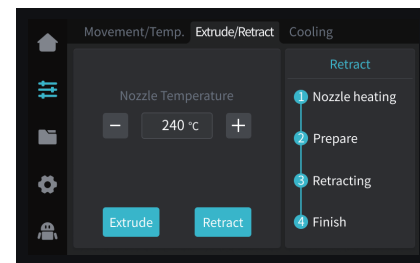 Movement/Temp. Extrude/Retract Cooling
Nozzle Temperature
− 240 °C +
Extrude Retract
Retract
1 Nozzle heating
2 Prepare
3 Retracting
4 Finish